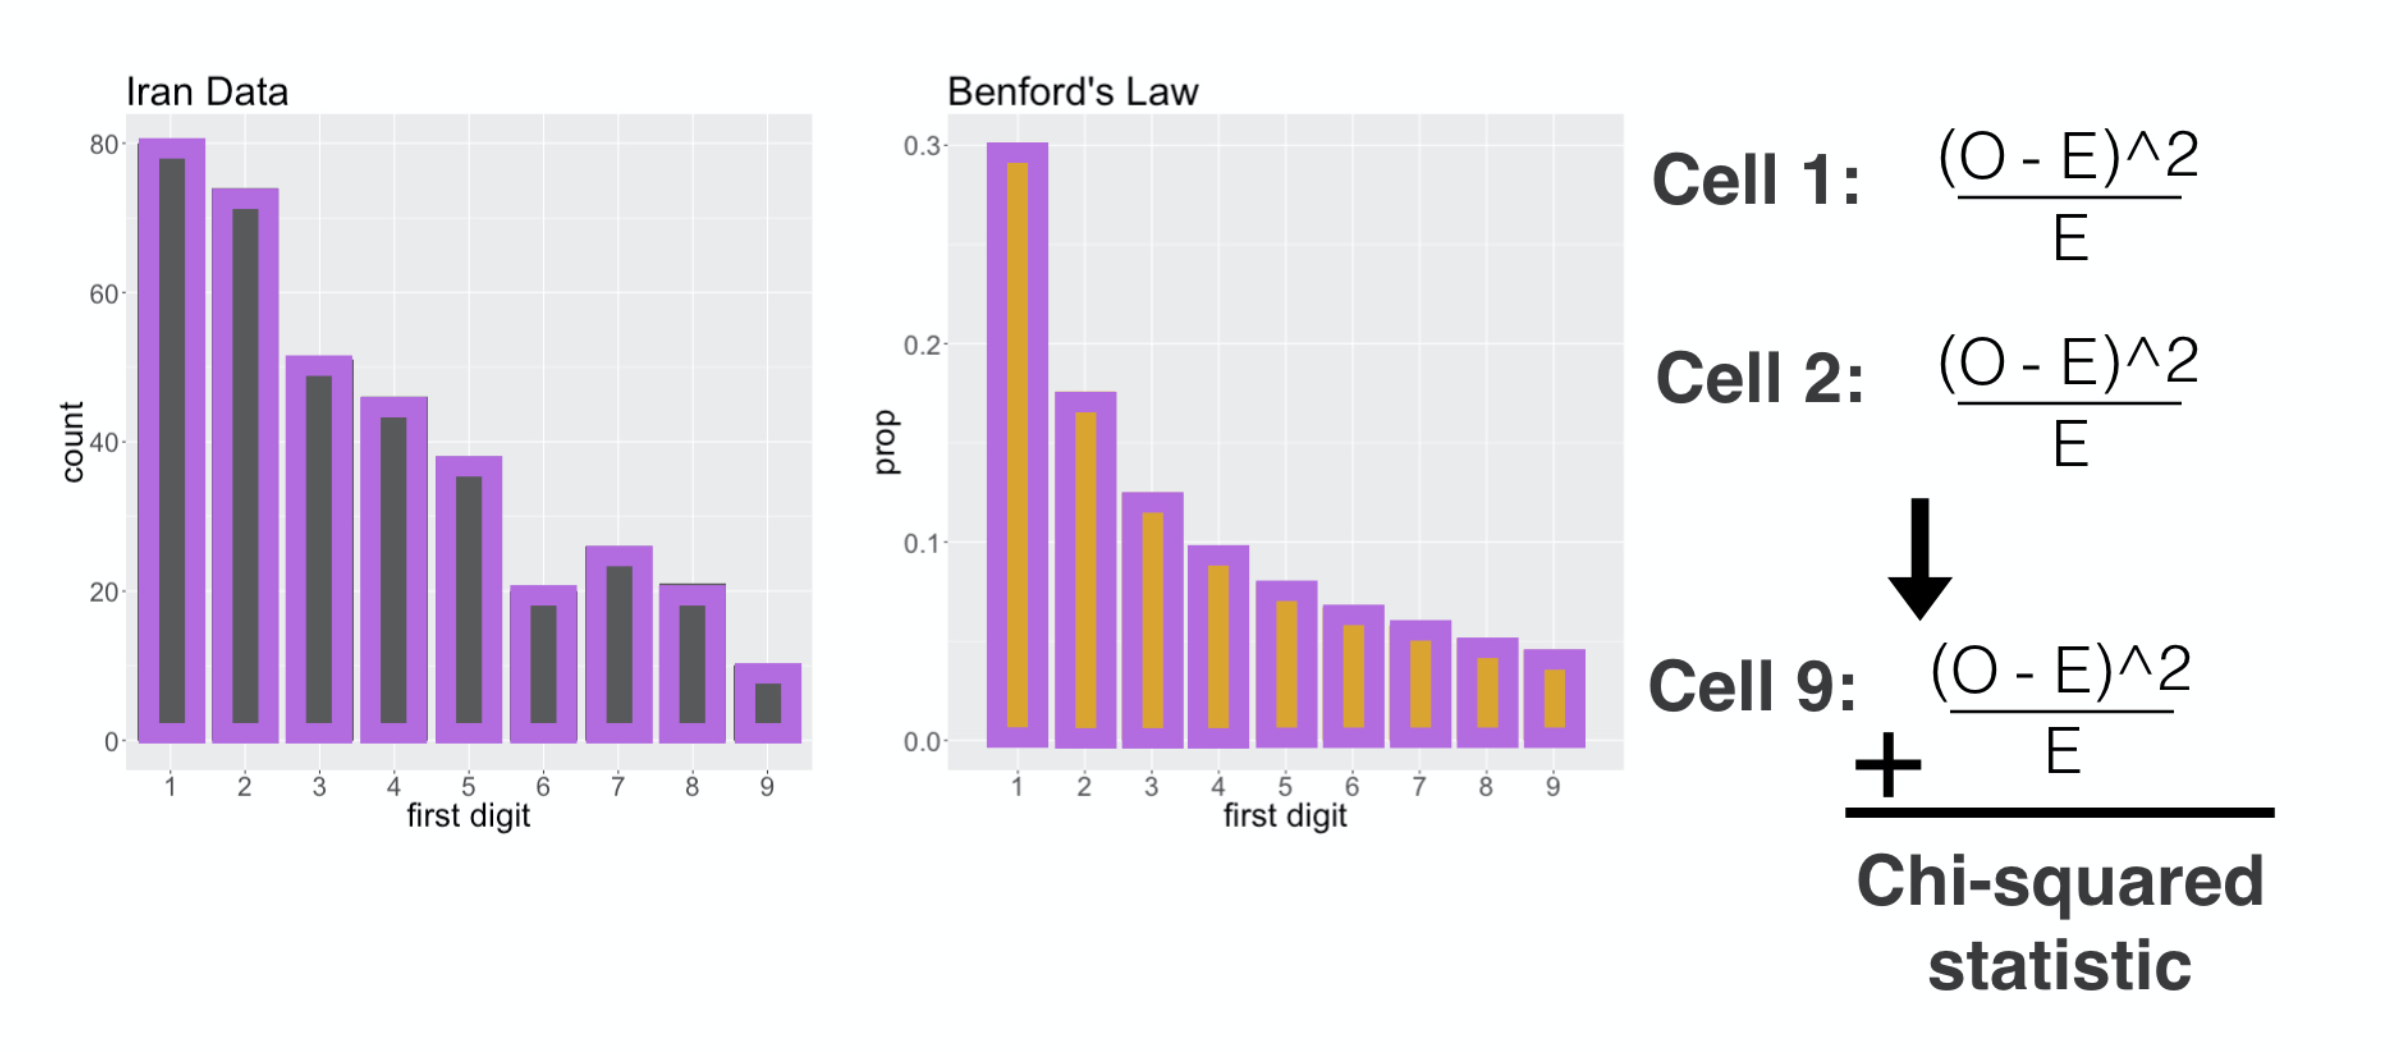 Iran Data
80
60
40
20
0
count
1 2 3 4 5 6 7 8 9
first digit
Benford's Law
0.3
0.2
0.1
0.0
prop
1 2 3 4 5 6 7 8 9
first digit
Cell 1: (O - E)^2
E
Cell 2: (O - E)^2
E
Cell 9: (O - E)^2
E
+
Chi-squared
statistic